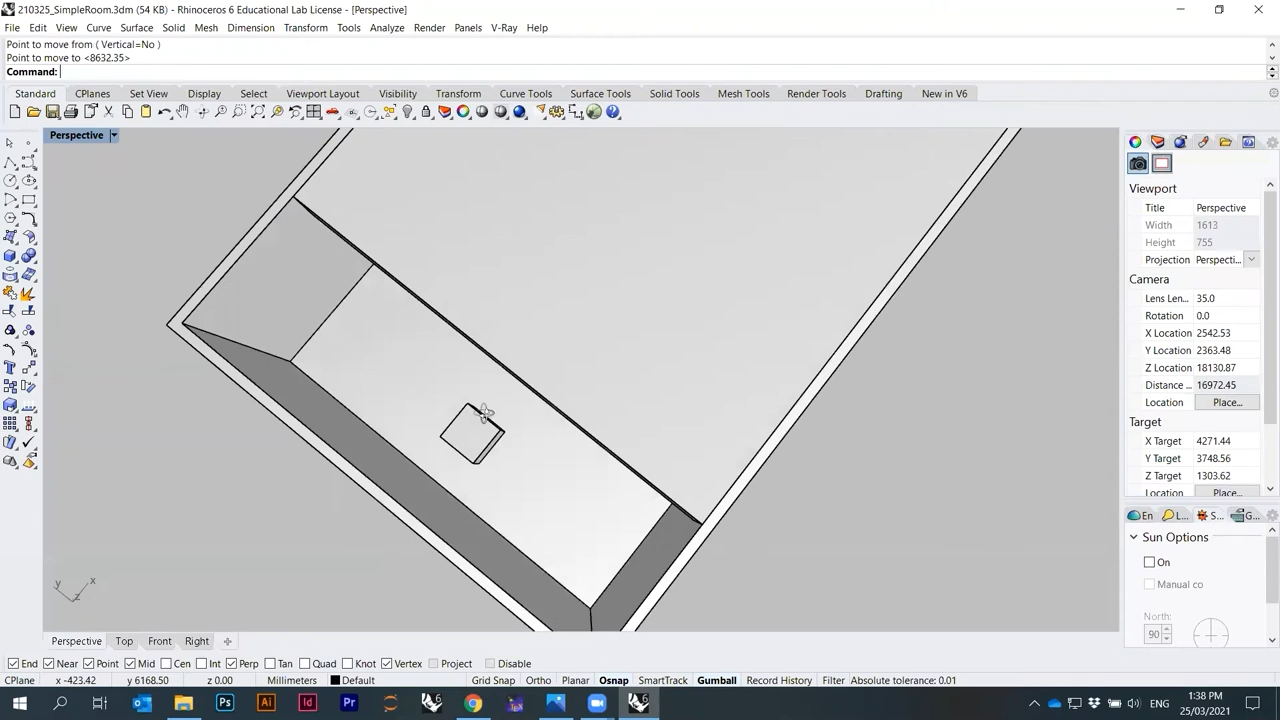 210325_SimpleRoom.3dm (54 KB) - Rhinoceros 6 Educational Lab License - [Perspective]
File Edit View Curve Surface Solid Mesh Dimension Transform Tools Analyze Render Panels V-Ray Help
Point to move from ( Vertical=No )
Point to move to <8632.35>
Command:
Standard CPlanes Set View Display Select Viewport Layout Visibility Transform Curve Tools Surface Tools Solid Tools Mesh Tools Render Tools Drafting New in V6
Perspective
Viewport
Title Perspective
Width 1613
Height 755
Projection Perspecti...
Camera
Lens Len... 35.0
Rotation 0.0
X Location 2542.53
Y Location 2363.48
Z Location 18130.87
Distance ... 16972.45
Location Place...
Target
X Target 4271.44
Y Target 3748.56
Z Target 1303.62
Location Place...
En L... S... G...
Sun Options
On
Manual co
North:
90
y x
z
Perspective Top Front Right
End Near Point Mid Cen Int Perp Tan Quad Knot Vertex Project Disable
CPlane x -423.42 y 6168.50 z 0.00 Millimeters Default Grid Snap Ortho Planar Osnap SmartTrack Gumball Record History Filter Absolute tolerance: 0.01
Ps Ai Id Pr 6 6 1:38 PM
25/03/2021